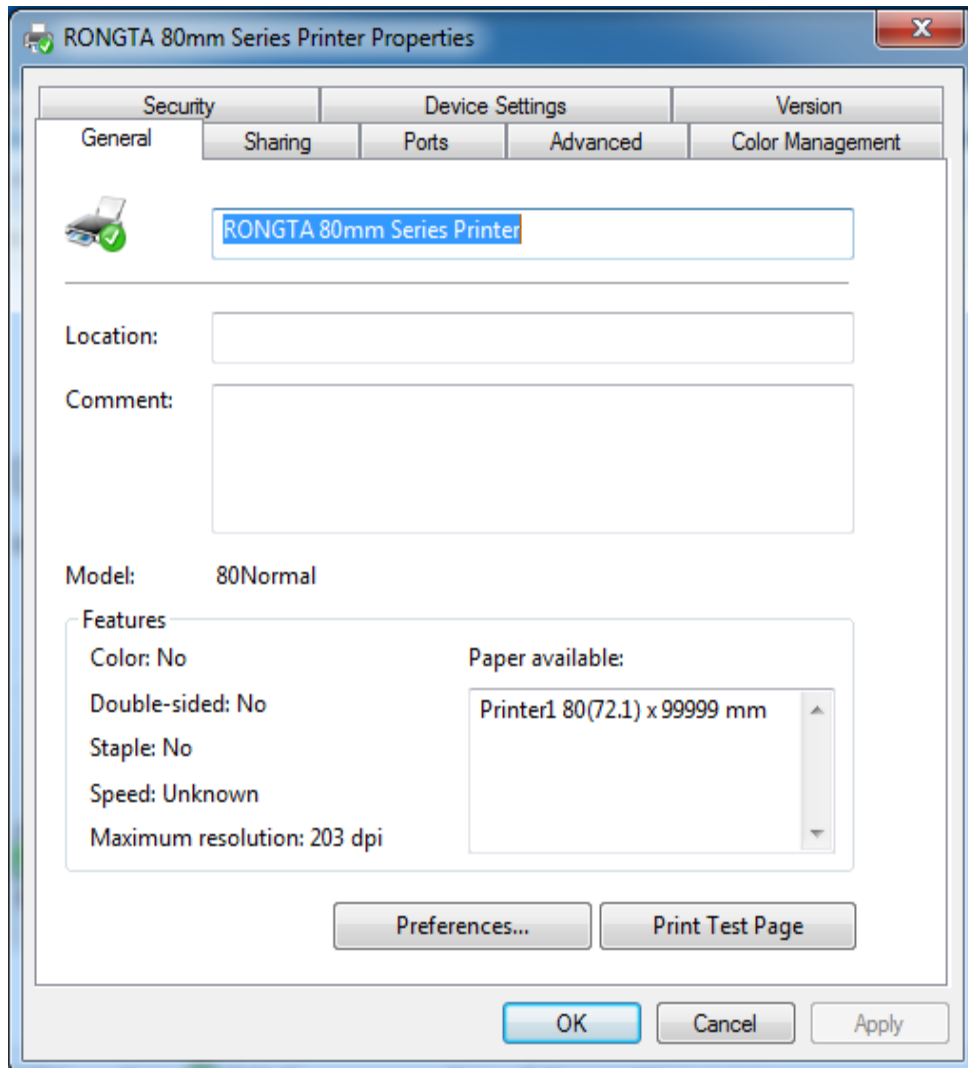 RONGTA 80mm Series Printer Properties
Security Device Settings Version
General Sharing Ports Advanced Color Management
RONGTA 80mm Series Printer
Location:
Comment:
Model: 80Normal
Features
Color: No
Paper available:
Double-sided: No
Printer1 80(72.1) x 99999 mm
Staple: No
Speed: Unknown
Maximum resolution: 203 dpi
Preferences... Print Test Page
OK Cancel Apply